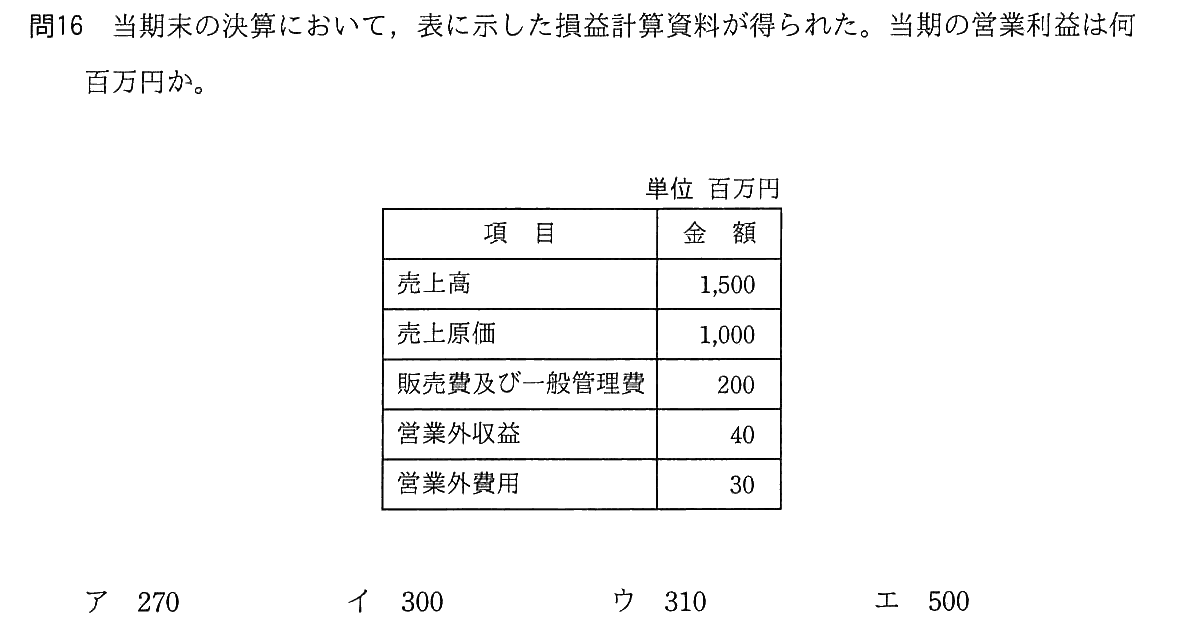 問16 当期末の決算において，表に示した損益計算資料が得られた。当期の営業利益は何
百万円か。
単位 百万円
項 目 金 額
売上高 1,500
売上原価 1,000
販売費及び一般管理費 200
営業外収益 40
営業外費用 30
ア 270 イ 300 ウ 310 エ 500